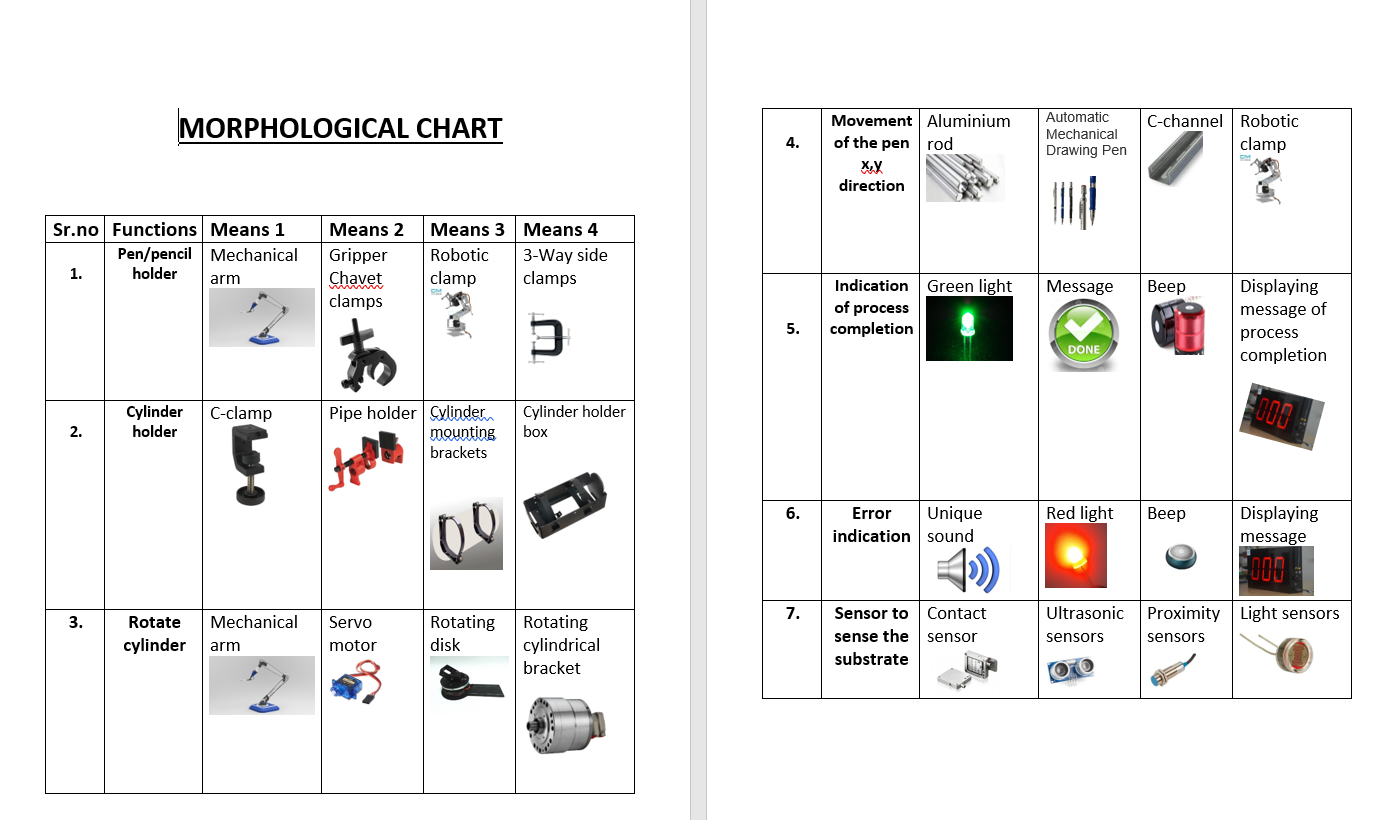 MORPHOLOGICAL CHART
Sr.no Functions Means 1 Means 2 Means 3 Means 4
1.
Pen/pencil
holder
Mechanical
arm
Gripper
Chavet
clamps
Robotic
clamp
3-Way side
clamps
2.
Cylinder
holder
C-clamp
Pipe holder
Cylinder
mounting
brackets
Cylinder holder
box
3.
Rotate
cylinder
Mechanical
arm
Servo
motor
Rotating
disk
Rotating
cylindrical
bracket
4.
Movement
of the pen
x,y
direction
Aluminium
rod
Automatic
Mechanical
Drawing Pen
C-channel
Robotic
clamp
5.
Indication
of process
completion
Green light
Message
DONE
Beep
Displaying
message of
process
completion
000
6.
Error
indication
Unique
sound
Red light
Beep
Displaying
message
000
7.
Sensor to
sense the
substrate
Contact
sensor
Ultrasonic
sensors
Proximity
sensors
Light sensors